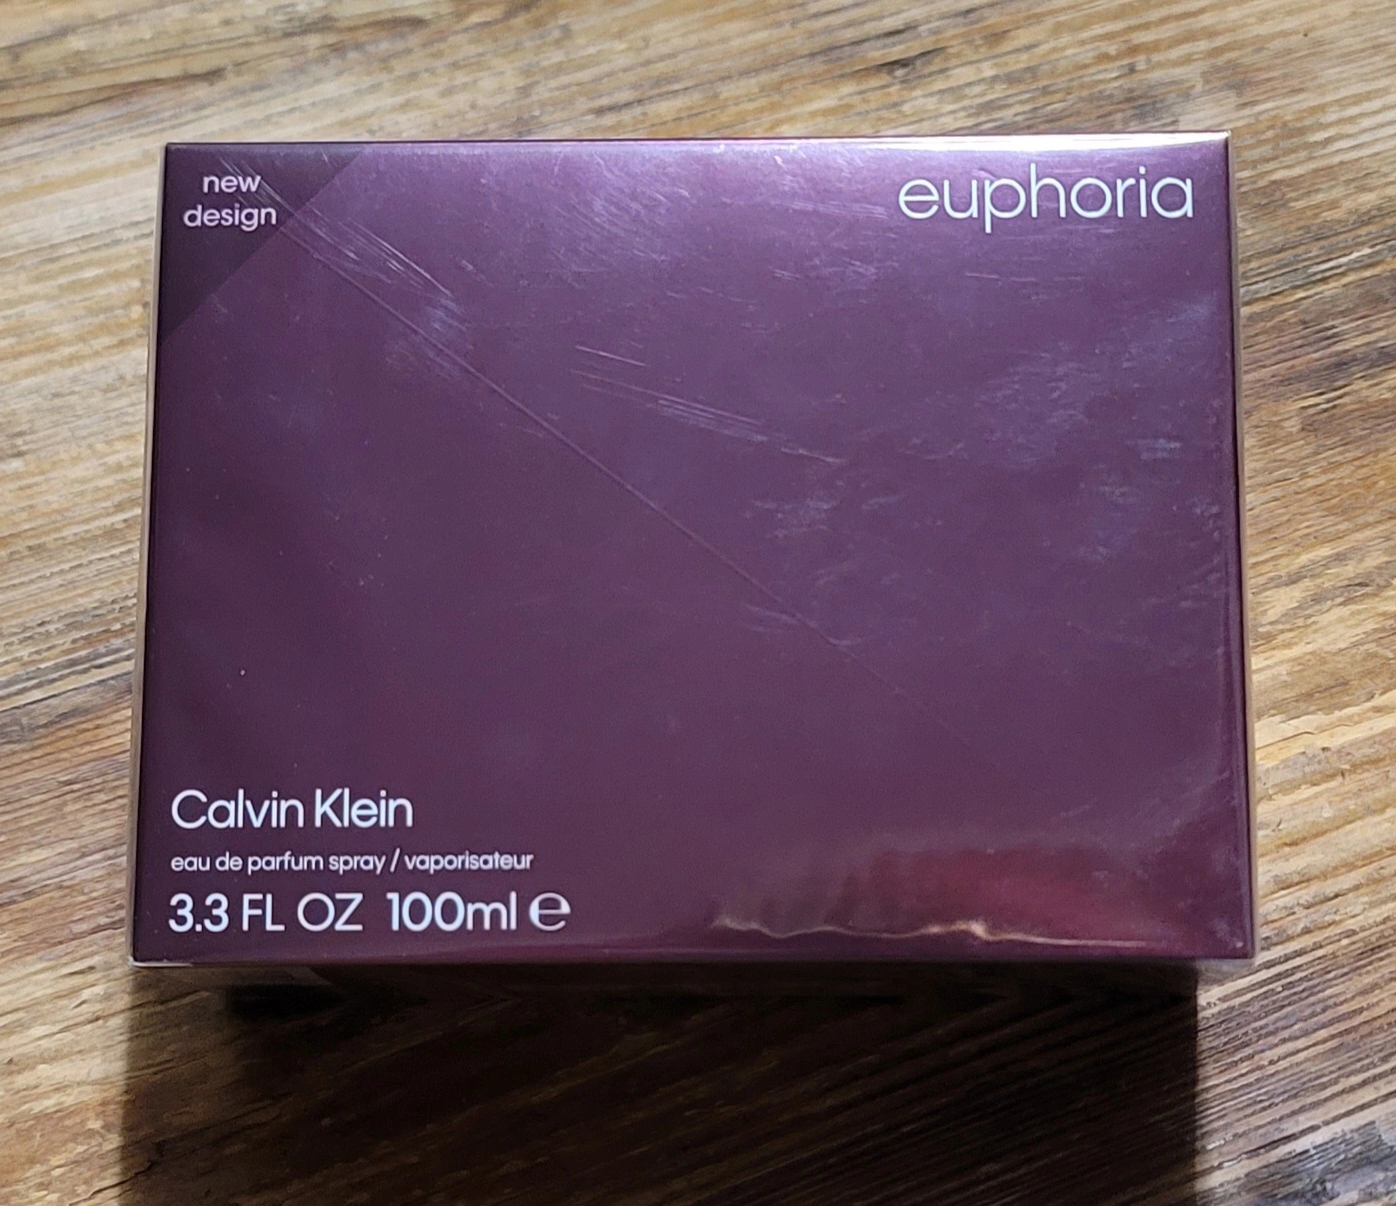 new
design
euphoria
Calvin Klein
eau de parfum spray / vaporisateur
3.3 FL OZ 100ml ℮